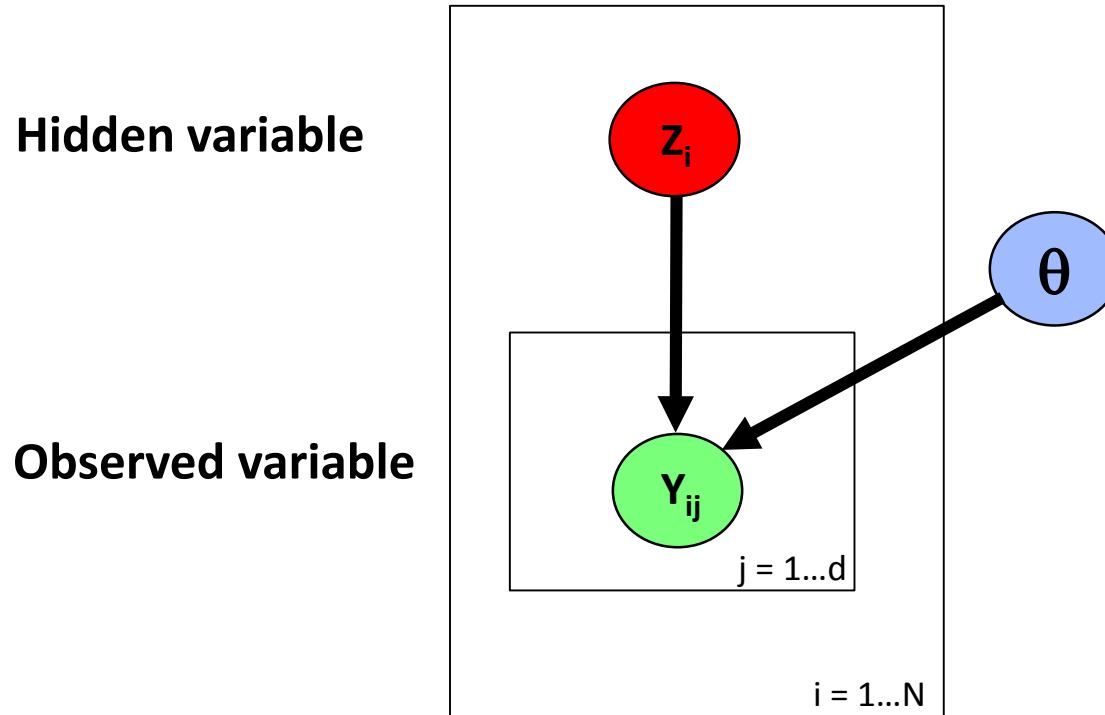 Hidden variable
Zi
θ
Observed variable
Yij
j = 1...d
i = 1...N